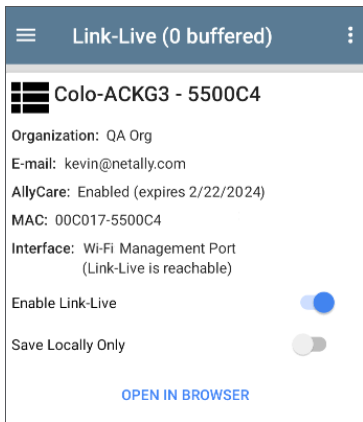 Link-Live (0 buffered)
Colo-ACKG3 - 5500C4
Organization: QA Org
E-mail: kevin@netally.com
AllyCare: Enabled (expires 2/22/2024)
MAC: 00C017-5500C4
Interface: Wi-Fi Management Port
(Link-Live is reachable)
Enable Link-Live
Save Locally Only
OPEN IN BROWSER